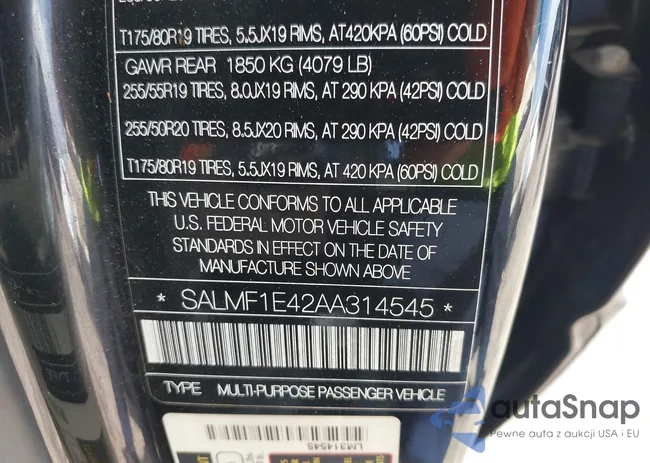 T175/80R19 TIRES, 5.5JX19 RIMS, AT420KPA (60PSI) COLD
GAWR REAR 1850 KG (4079 LB)
255/55R19 TIRES, 8.0JX19 RIMS, AT 290 KPA (42PSI) COLD
255/50R20 TIRES, 8.5JX20 RIMS, AT 290 KPA (42PSI) COLD
T175/80R19 TIRES, 5.5JX19 RIMS, AT 420 KPA (60PSI) COLD
THIS VEHICLE CONFORMS TO ALL APPLICABLE
U.S. FEDERAL MOTOR VEHICLE SAFETY
STANDARDS IN EFFECT ON THE DATE OF
MANUFACTURE SHOWN ABOVE
* SALMF1E42AA314545 *
TYPE MULTI-PURPOSE PASSENGER VEHICLE
LM314545
autaSnap
Pewne auta z aukcji USA i EU